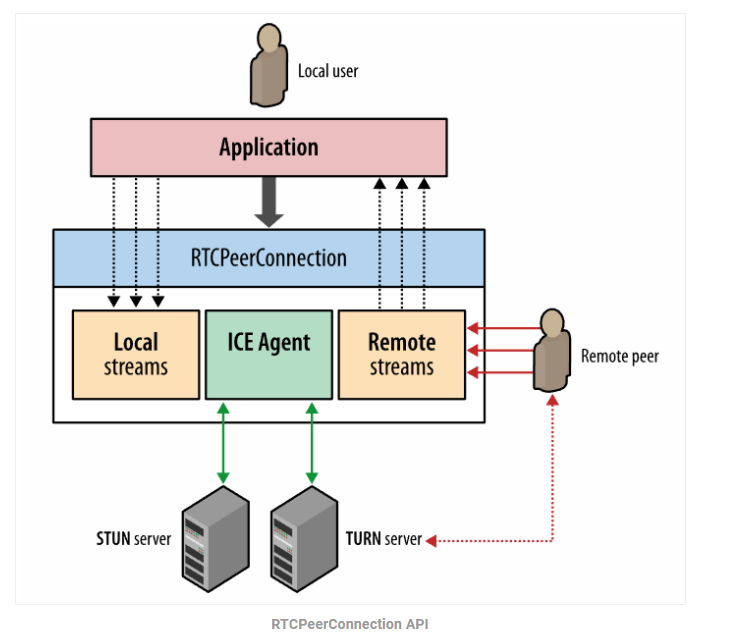 Local user
Application
RTCPeerConnection
Local
streams
ICE Agent
Remote
streams
Remote peer
STUN server
TURN server
RTCPeerConnection API